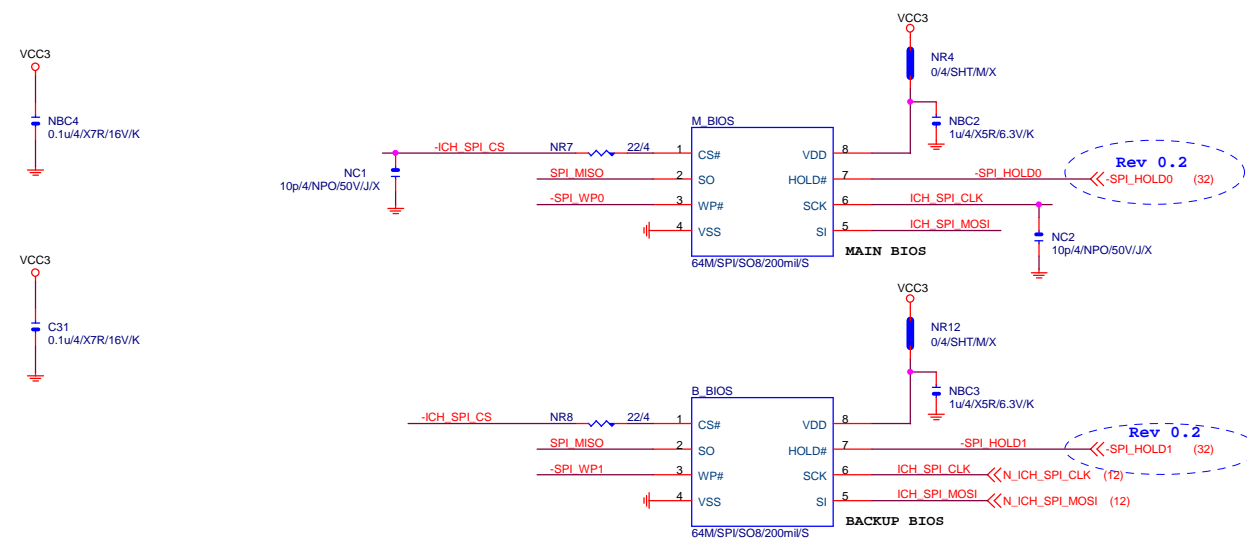 VCC3
NBC4
0.1u/4/X7R/16V/K
VCC3
C31
0.1u/4/X7R/16V/K
VCC3
NR4
0/4/SHT/M/X
NBC2
1u/4/X5R/6.3V/K
M_BIOS
-ICH_SPI_CS NR7 22/4 1 CS# VDD 8
NC1
10p/4/NPO/50V/J/X
SPI_MISO 2 SO HOLD# 7 -SPI_HOLD0
Rev 0.2
-SPI_HOLD0 (32)
-SPI_WP0 3 WP# SCK 6 ICH_SPI_CLK
4 VSS SI 5 ICH_SPI_MOSI
NC2
10p/4/NPO/50V/J/X
MAIN BIOS
64M/SPI/SO8/200mil/S
VCC3
NR12
0/4/SHT/M/X
NBC3
1u/4/X5R/6.3V/K
B_BIOS
-ICH_SPI_CS NR8 22/4 1 CS# VDD 8
SPI_MISO 2 SO HOLD# 7 -SPI_HOLD1
Rev 0.2
-SPI_HOLD1 (32)
-SPI_WP1 3 WP# SCK 6 ICH_SPI_CLK N_ICH_SPI_CLK (12)
4 VSS SI 5 ICH_SPI_MOSI N_ICH_SPI_MOSI (12)
BACKUP BIOS
64M/SPI/SO8/200mil/S